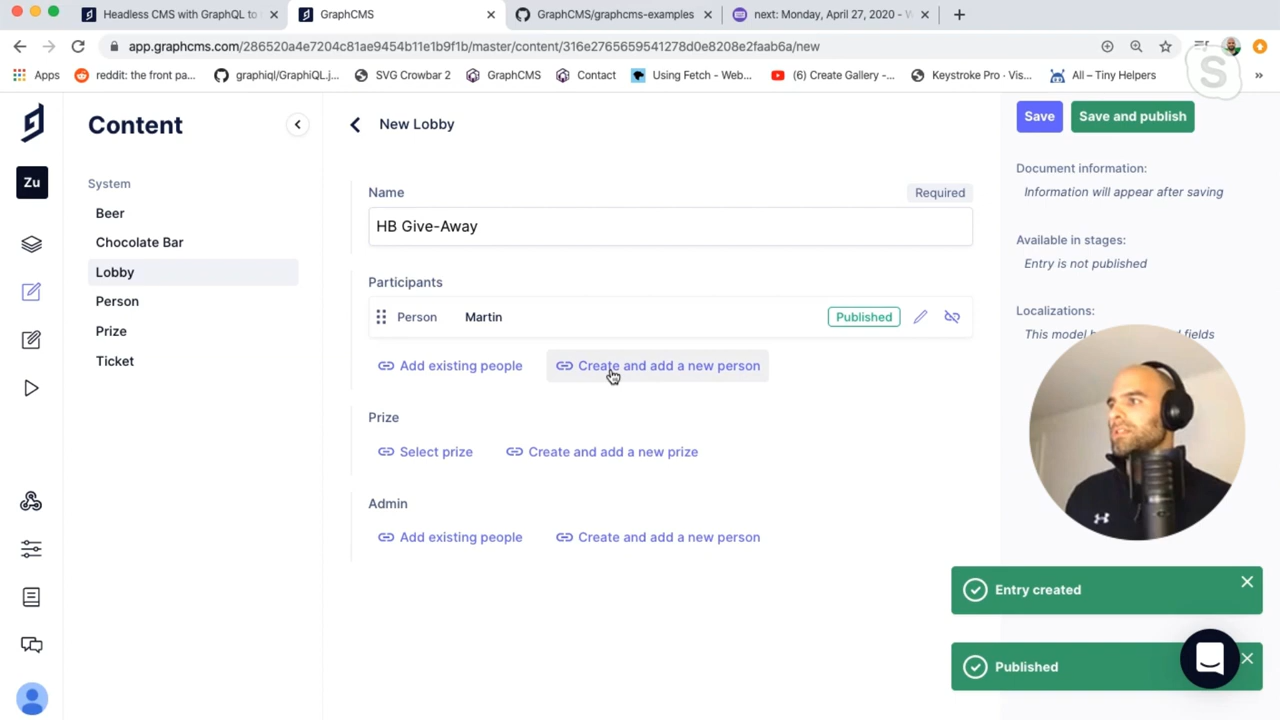 Headless CMS with GraphQL to t
GraphCMS
GraphCMS/graphcms-examples
next: Monday, April 27, 2020 - W
app.graphcms.com/286520a4e7204c81ae9454b11e1b9f1b/master/content/316e2765659541278d0e8208e2faab6a/new
Apps
reddit: the front pa...
graphiql/GraphiQL.j...
SVG Crowbar 2
GraphCMS
Contact
Using Fetch - Web...
(6) Create Gallery -...
Keystroke Pro · Vis...
All – Tiny Helpers
»
Content
New Lobby
Save
Save and publish
Zu
System
Beer
Chocolate Bar
Lobby
Person
Prize
Ticket
Name
Required
HB Give-Away
Participants
Person
Martin
Published
Add existing people
Create and add a new person
Prize
Select prize
Create and add a new prize
Admin
Add existing people
Create and add a new person
Document information:
Information will appear after saving
Available in stages:
Entry is not published
Localizations:
This model
fields
Entry created
Published